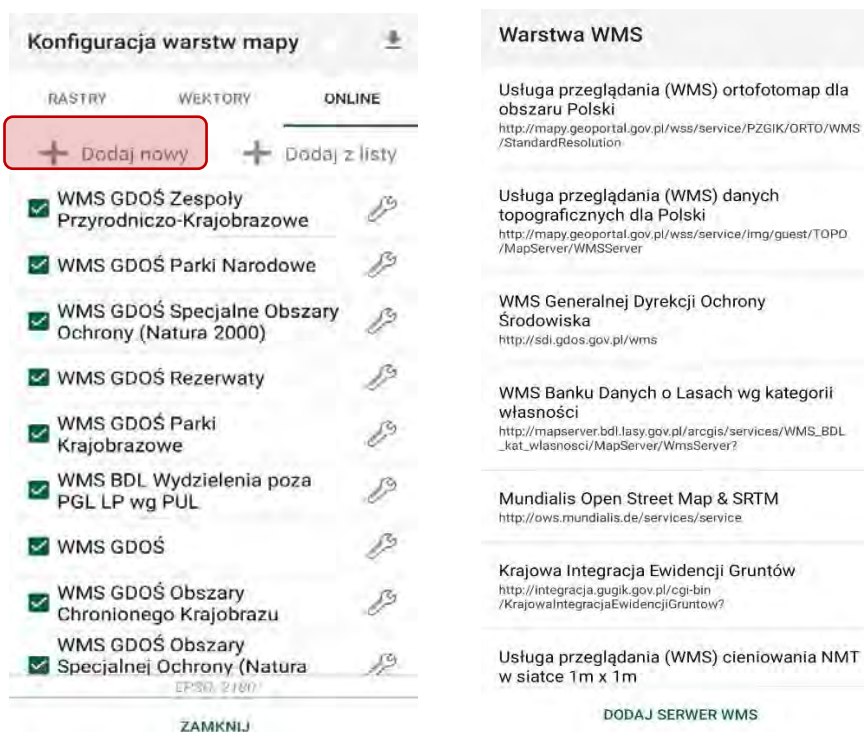 Konfiguracja warstw mapy
RASTRY WEKTORY ONLINE
Dodaj nowy Dodaj z listy
WMS GDOŚ Zespoły
Przyrodniczo-Krajobrazowe
WMS GDOŚ Parki Narodowe
WMS GDOŚ Specjalne Obszary
Ochrony (Natura 2000)
WMS GDOŚ Rezerwaty
WMS GDOŚ Parki
Krajobrazowe
WMS BDL Wydzielenia poza
PGL LP wg PUL
WMS GDOŚ
WMS GDOŚ Obszary
Chronionego Krajobrazu
WMS GDOŚ Obszary
Specjalnej Ochrony (Natura
EPSG: 2180
ZAMKNIJ
Warstwa WMS
Usługa przeglądania (WMS) ortofotomap dla
obszaru Polski
http://mapy.geoportal.gov.pl/wss/service/PZGIK/ORTO/WMS
/StandardResolution
Usługa przeglądania (WMS) danych
topograficznych dla Polski
http://mapy.geoportal.gov.pl/wss/service/img/guest/TOPO
/MapServer/WMSServer
WMS Generalnej Dyrekcji Ochrony
Środowiska
http://sdi.gdos.gov.pl/wms
WMS Banku Danych o Lasach wg kategorii
własności
http://mapserver.bdl.lasy.gov.pl/arcgis/services/WMS_BDL
_kat_wlasnosci/MapServer/WmsServer?
Mundialis Open Street Map & SRTM
http://ows.mundialis.de/services/service
Krajowa Integracja Ewidencji Gruntów
http://integracja.gugik.gov.pl/cgi-bin
/KrajowaIntegracjaEwidencjiGruntow?
Usługa przeglądania (WMS) cieniowania NMT
w siatce 1m x 1m
DODAJ SERWER WMS